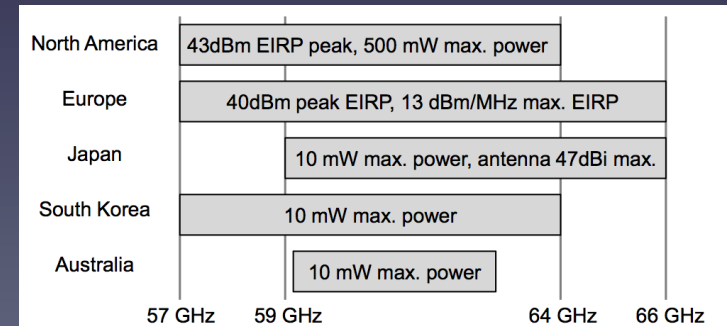 North America 43dBm EIRP peak, 500 mW max. power
Europe 40dBm peak EIRP, 13 dBm/MHz max. EIRP
Japan 10 mW max. power, antenna 47dBi max.
South Korea 10 mW max. power
Australia 10 mW max. power
57 GHz 59 GHz 64 GHz 66 GHz